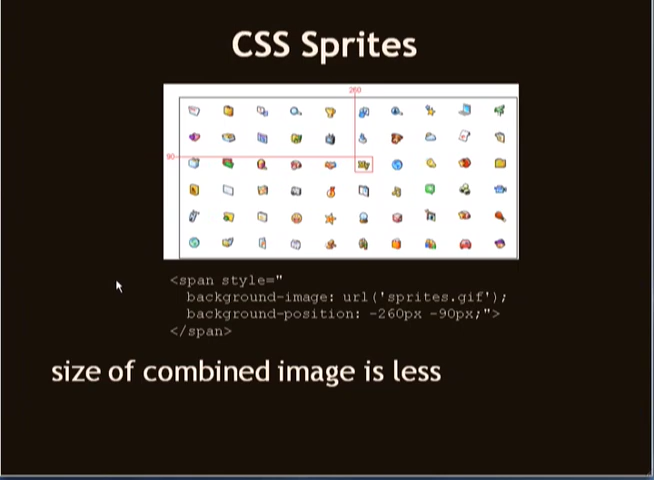 CSS Sprites
260
90
<span style="
background-image: url('sprites.gif');
background-position: -260px -90px;">
</span>
size of combined image is less